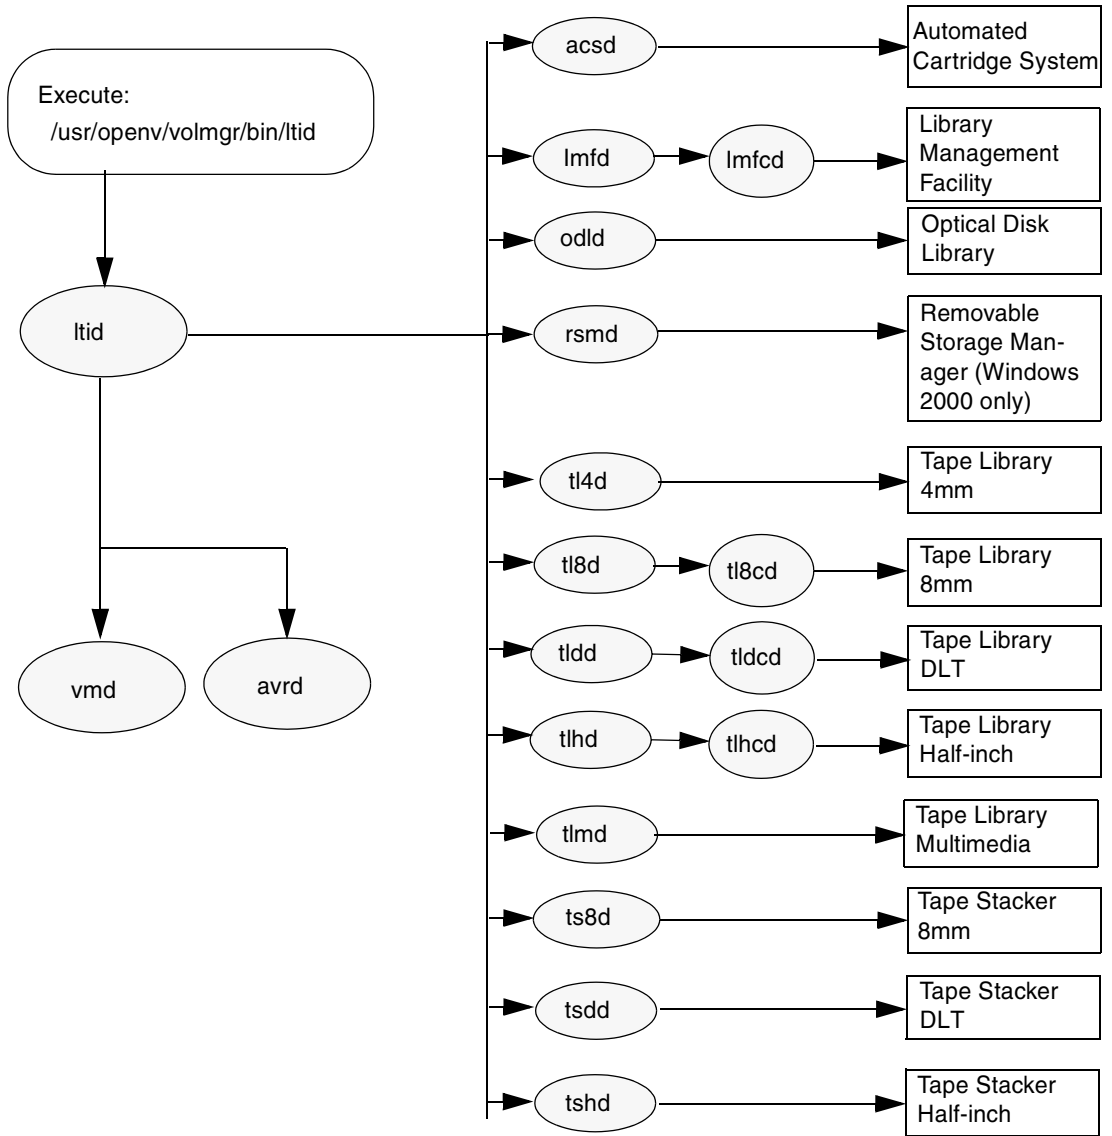 Execute:
/usr/openv/volmgr/bin/ltid
ltid
vmd
avrd
acsd
Automated
Cartridge System
lmfd
lmfcd
Library
Management
Facility
odld
Optical Disk
Library
rsmd
Removable
Storage Man-
ager (Windows
2000 only)
tl4d
Tape Library
4mm
tl8d
tl8cd
Tape Library
8mm
tldd
tldcd
Tape Library
DLT
tlhd
tlhcd
Tape Library
Half-inch
tlmd
Tape Library
Multimedia
ts8d
Tape Stacker
8mm
tsdd
Tape Stacker
DLT
tshd
Tape Stacker
Half-inch